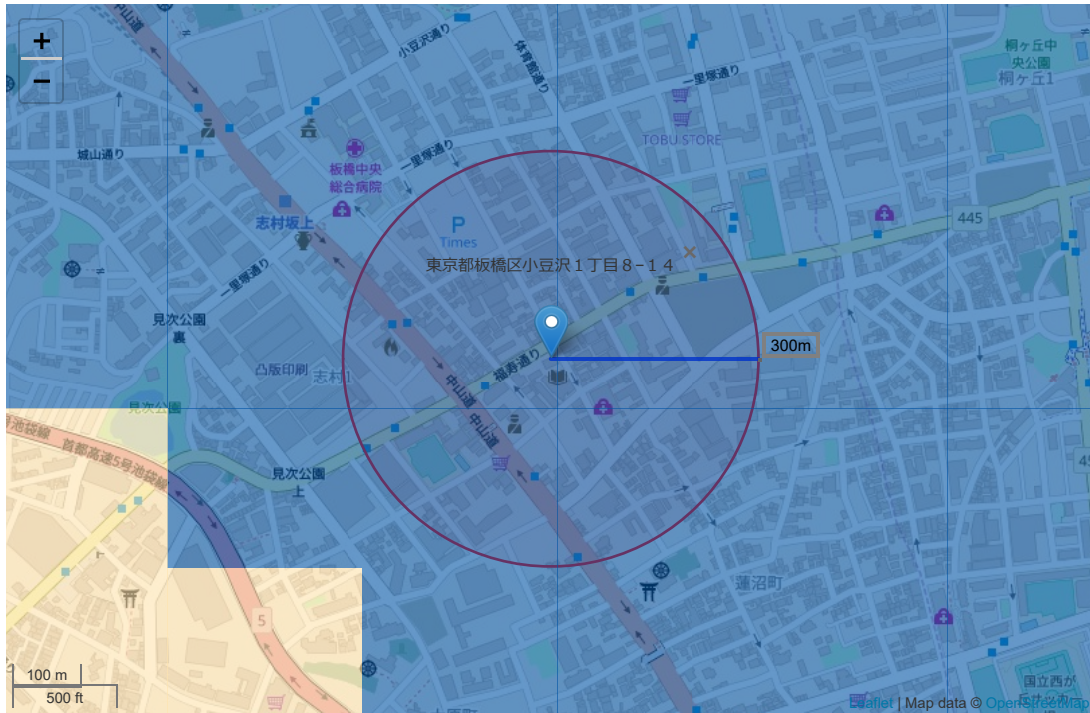 中山道
小豆沢通り
体育館通り
桐ヶ丘中
央公園
桐ヶ丘1
+
−
一里塚通り
TOBU STORE
城山通り
一里塚通り
板橋中央
総合病院
志村坂上
P
Times
445
東京都板橋区小豆沢1丁目8−14
一里塚通り
見次公園
裏
300m
福寿通り
凸版印刷
志村1
中山道
見次公園
中山道
首都高速5号池袋線
池袋線
見次公園
上
蓮沼町
5
100 m
500 ft
国立西が
Leaflet | Map data © OpenStreetMap